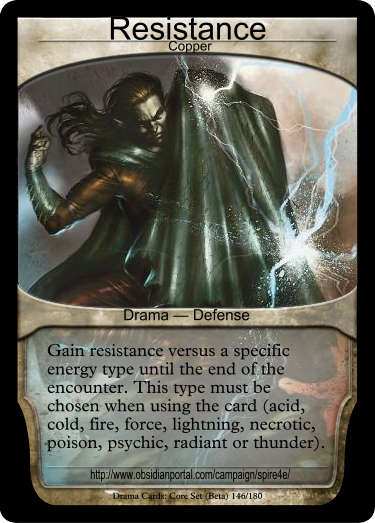 Resistance
Copper
Drama — Defense
Gain resistance versus a specific
energy type until the end of the
encounter. This type must be
chosen when using the card (acid,
cold, fire, force, lightning, necrotic,
poison, psychic, radiant or thunder).
http://www.obsidianportal.com/campaign/spire4e/
Drama Cards: Core Set (Beta) 146/180